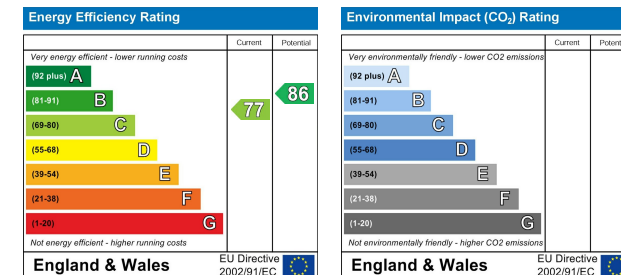 Energy Efficiency Rating
Current Potential
Very energy efficient - lower running costs
(92 plus) A
(81-91) B
(69-80) C
(55-68) D
(39-54) E
(21-38) F
(1-20) G
77
86
Not energy efficient - higher running costs
England & Wales
EU Directive
2002/91/EC
Environmental Impact (CO₂) Rating
Current Potent
Very environmentally friendly - lower CO2 emissions
(92 plus) A
(81-91) B
(69-80) C
(55-68) D
(39-54) E
(21-38) F
(1-20) G
Not environmentally friendly - higher CO2 emissions
England & Wales
EU Directive
2002/91/EC